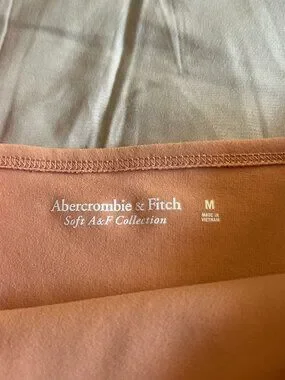 Abercrombie & Fitch
Soft A&F Collection
M
MADE IN
VIETNAM